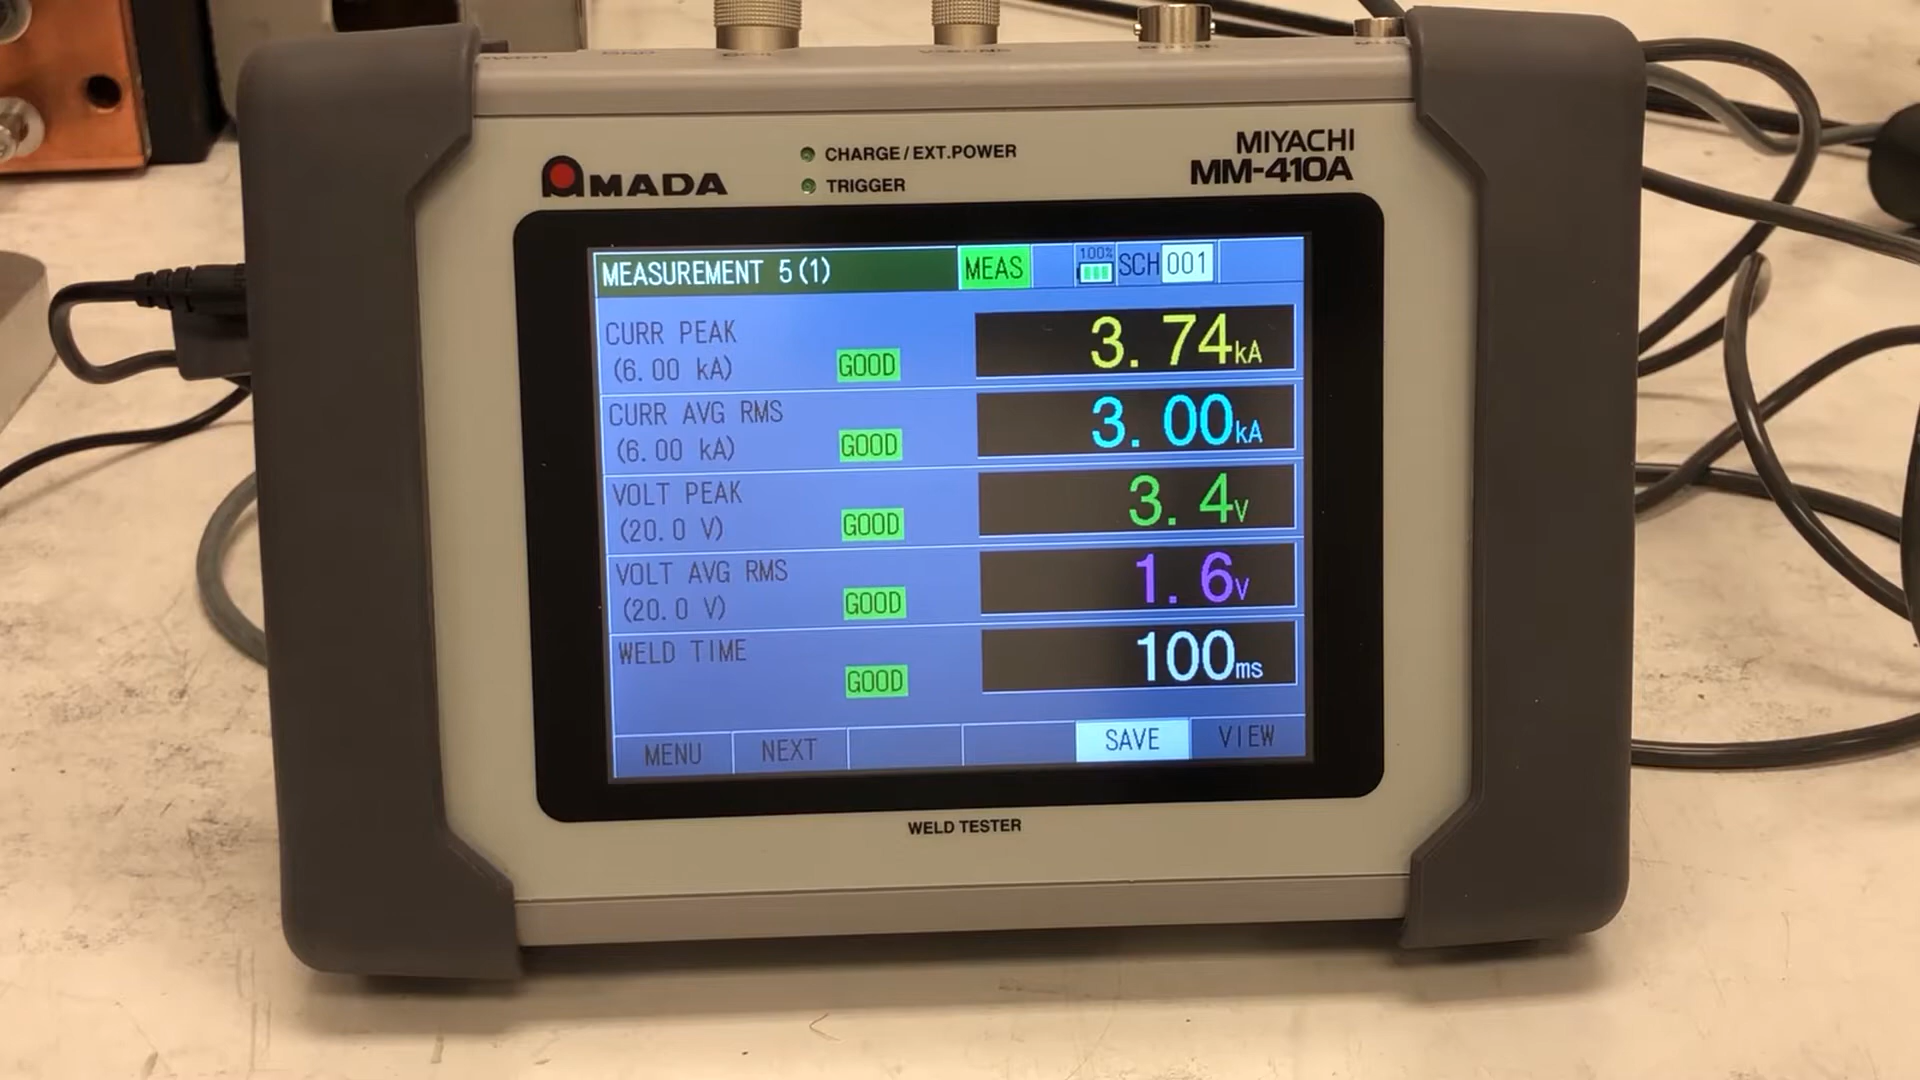 AMADA
CHARGE/EXT.POWER
TRIGGER
MIYACHI
MM-410A
MEASUREMENT 5(1) MEAS 100% SCH 001
CURR PEAK
(6.00 kA) GOOD 3.74kA
CURR AVG RMS
(6.00 kA) GOOD 3.00kA
VOLT PEAK
(20.0 V) GOOD 3.4V
VOLT AVG RMS
(20.0 V) GOOD 1.6V
WELD TIME
GOOD 100ms
MENU NEXT SAVE VIEW
WELD TESTER